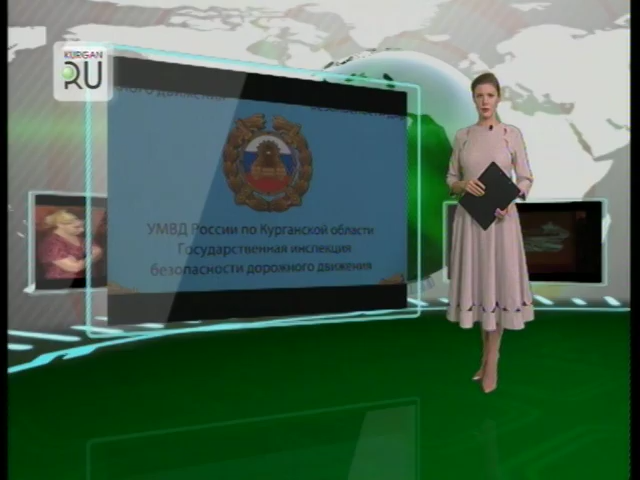 KURGAN
RU
УМВД России по Курганской области
Государственная инспекция
безопасности дорожного движения